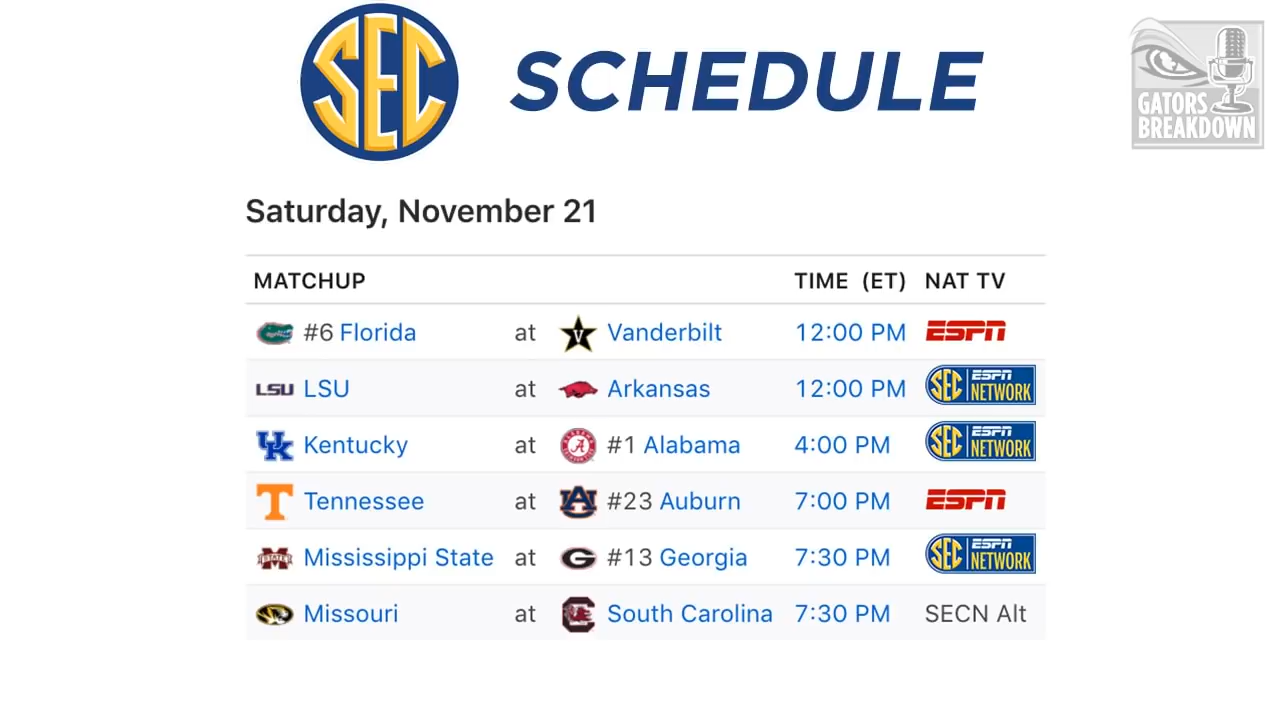 SEC SCHEDULE
GATORS
BREAKDOWN
Saturday, November 21
MATCHUP TIME (ET) NAT TV
#6 Florida at V Vanderbilt 12:00 PM ESPN
LSU LSU at Arkansas 12:00 PM SEC ESPN NETWORK
UK Kentucky at A #1 Alabama 4:00 PM SEC ESPN NETWORK
T Tennessee at AU #23 Auburn 7:00 PM ESPN
M STATE Mississippi State at G #13 Georgia 7:30 PM SEC ESPN NETWORK
Missouri at C South Carolina 7:30 PM SECN Alt